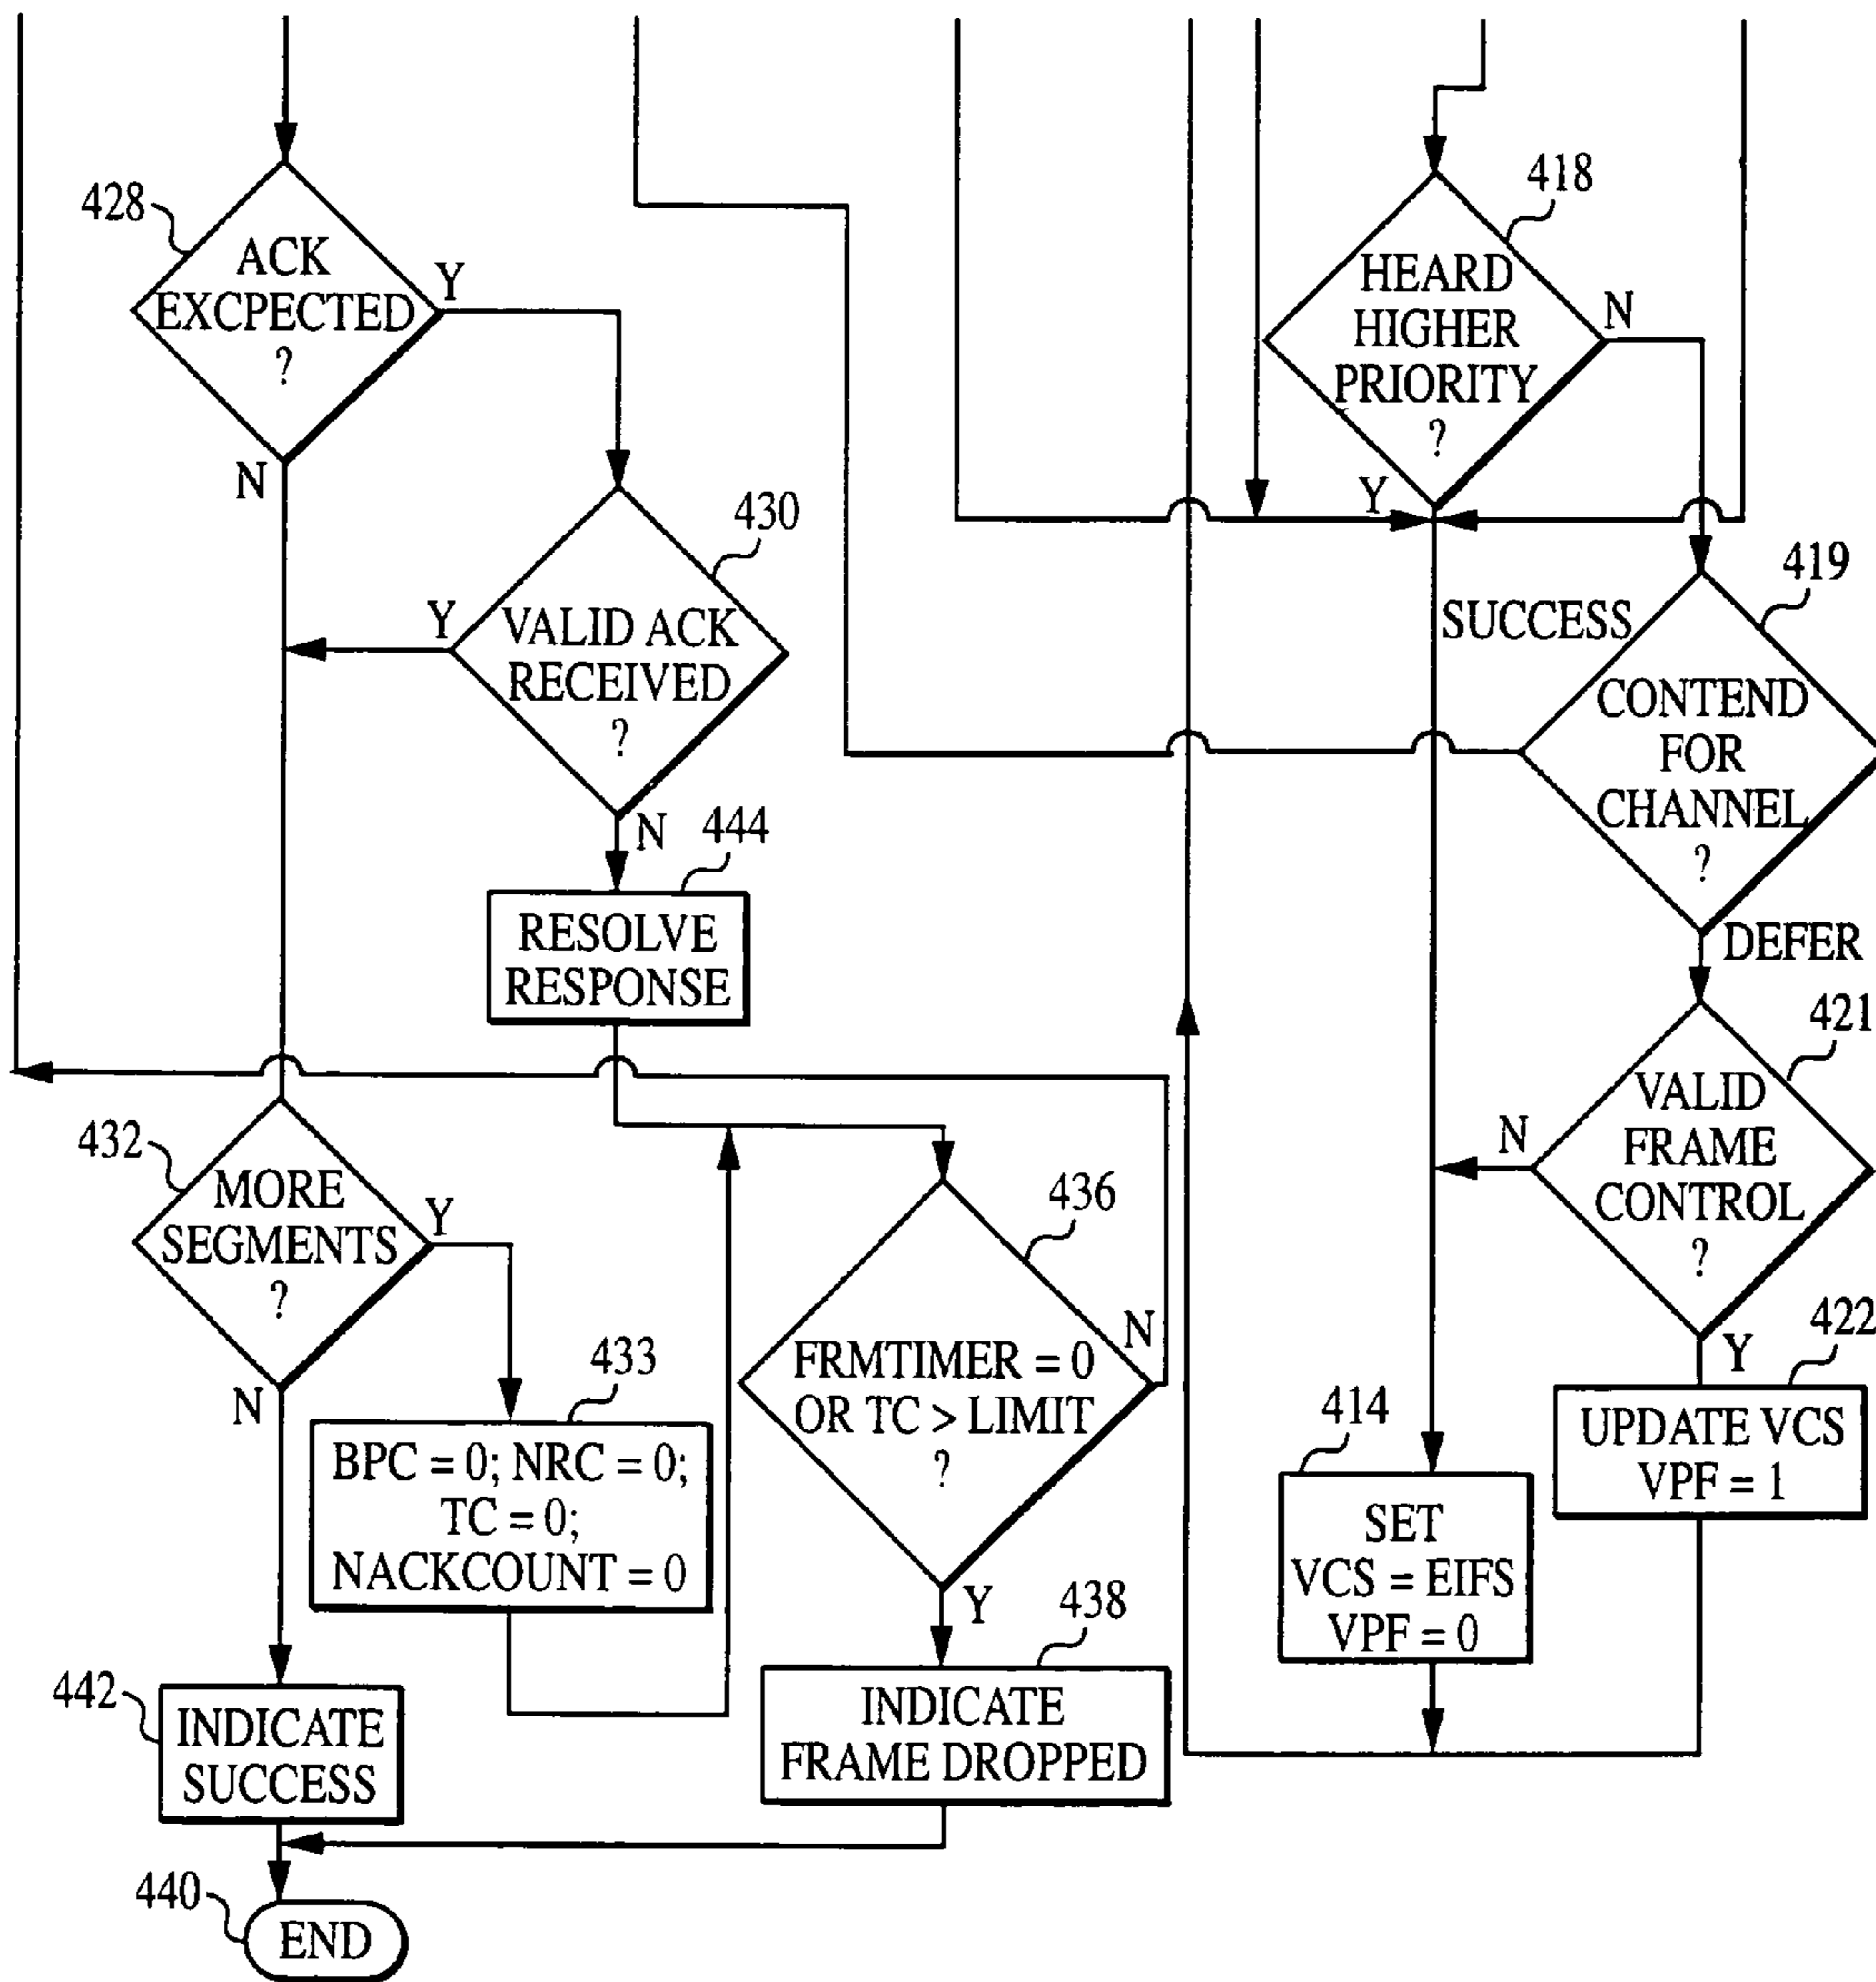 428
ACK
EXCPECTED
?
Y
N
418
HEARD
HIGHER
PRIORITY
?
N
Y
430
VALID ACK
RECEIVED
?
Y
N
419
SUCCESS
CONTEND
FOR
CHANNEL
?
DEFER
444
RESOLVE
RESPONSE
421
VALID
FRAME
CONTROL
?
N
Y
432
MORE
SEGMENTS
?
Y
N
436
FRMTIMER = 0
OR TC > LIMIT
?
N
Y
433
BPC = 0; NRC = 0;
TC = 0;
NACKCOUNT = 0
422
UPDATE VCS
VPF = 1
414
SET
VCS = EIFS
VPF = 0
438
INDICATE
FRAME DROPPED
442
INDICATE
SUCCESS
440
END